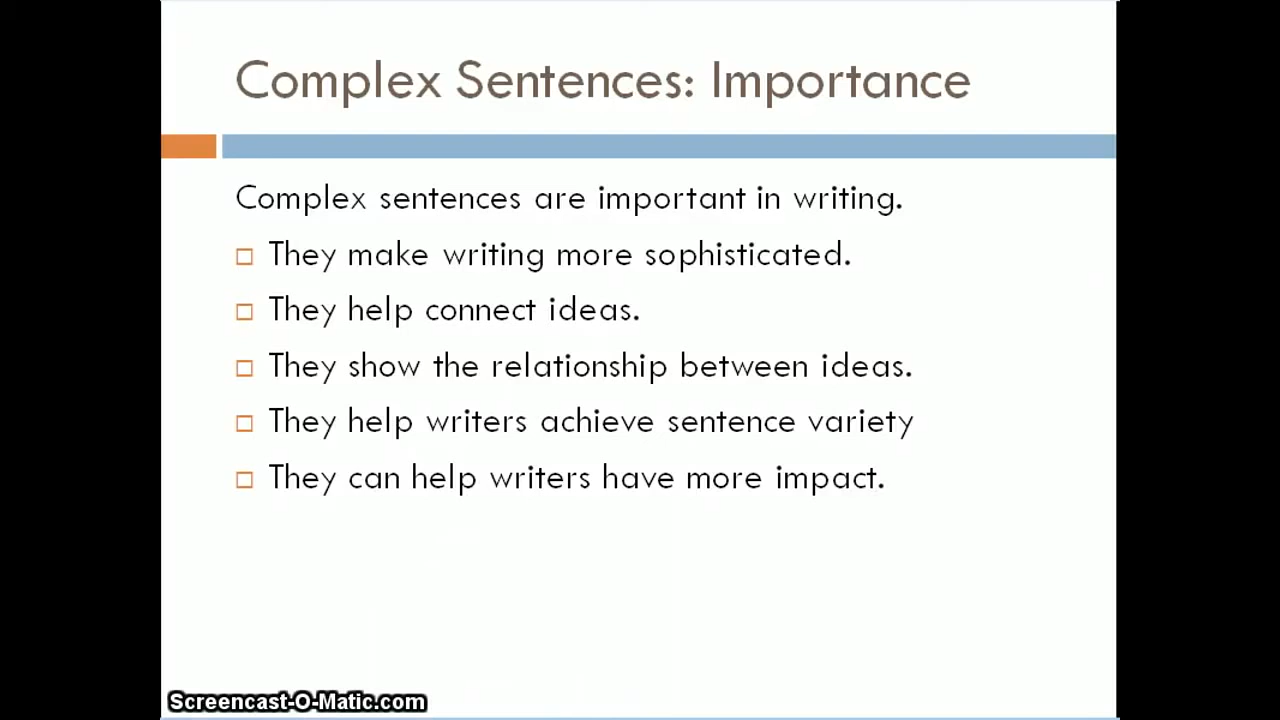 Complex Sentences: Importance
Complex sentences are important in writing.
They make writing more sophisticated.
They help connect ideas.
They show the relationship between ideas.
They help writers achieve sentence variety
They can help writers have more impact.
Screencast-O-Matic.com